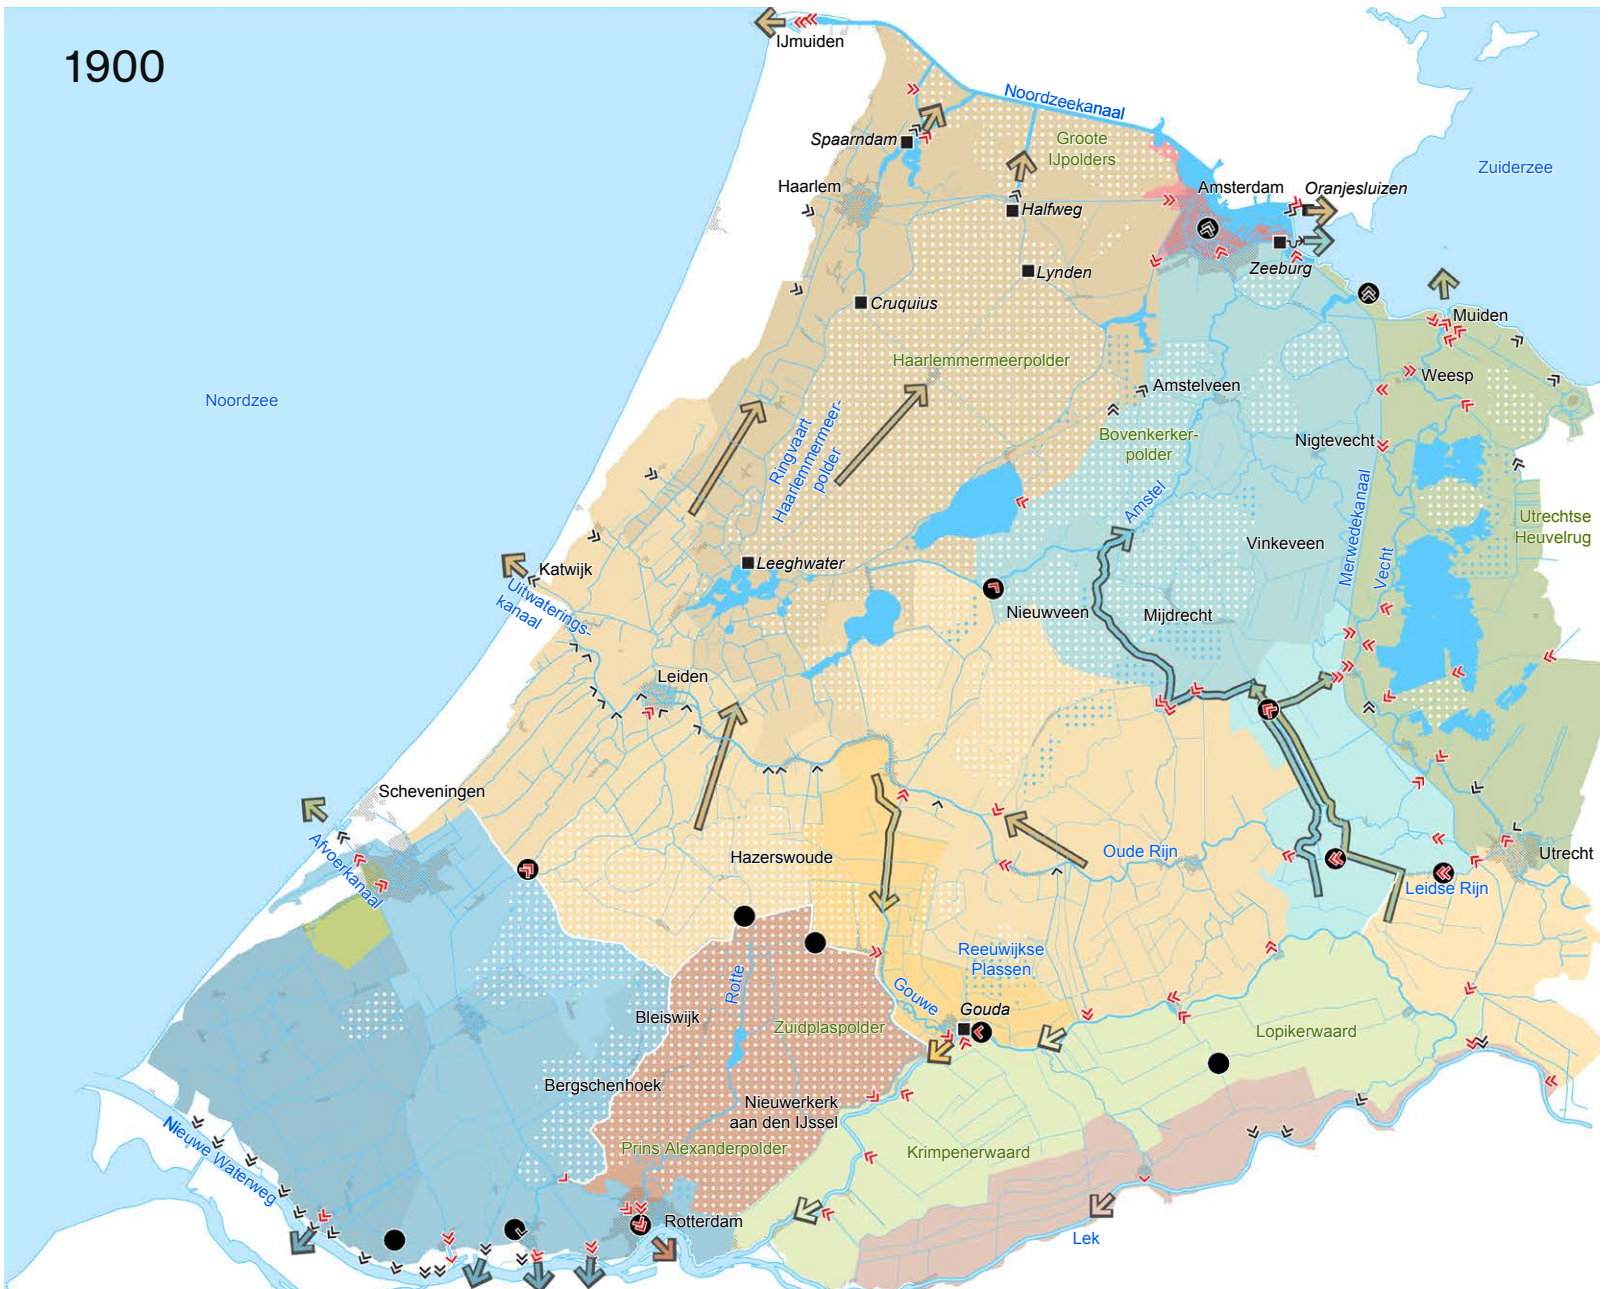 1900
IJmuiden
Noordzeekanaal
Spaarndam
Groote
IJpolders
Zuiderzee
Haarlem
Amsterdam
Oranjesluizen
Halfweg
Zeeburg
Lynden
Cruquius
Muiden
Haarlemmermeerpolder
Weesp
Amstelveen
Noordzee
Ringvaart
Haarlemmermeer-
polder
Bovenkerker-
polder
Nigtevecht
Amstel
Merwedekanaal
Utrechtse
Heuvelrug
Vinkeveen
Vecht
Leeghwater
Katwijk
Uitwaterings-
kanaal
Nieuwveen
Mijdrecht
Leiden
Scheveningen
Afvoerkanaal
Hazerswoude
Oude Rijn
Utrecht
Leidse Rijn
Reeuwijkse
Plassen
Rotte
Gouwe
Gouda
Bleiswijk
Zuidplaspolder
Lopikerwaard
Bergschenhoek
Nieuwerkerk
aan den IJssel
Prins Alexanderpolder
Krimpenerwaard
Nieuwe Waterweg
Rotterdam
Lek